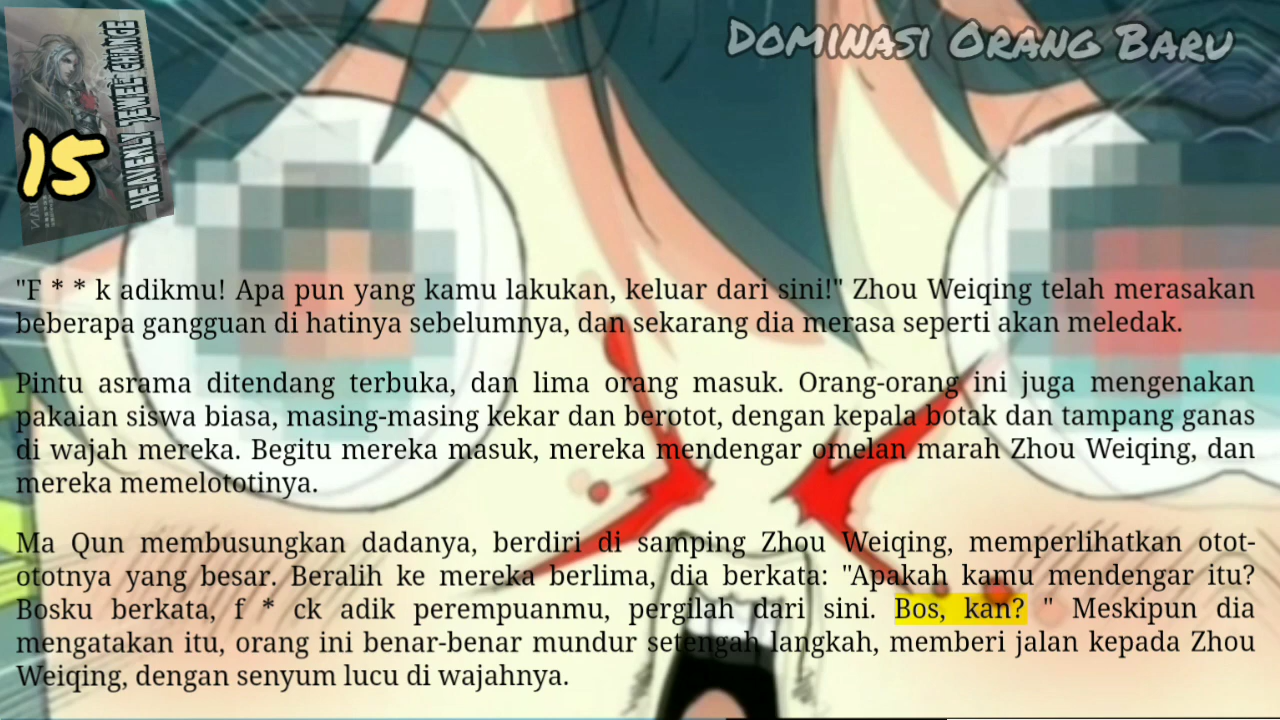 Dominasi Orang Baru
HEAVENLY JEWEL CHANGE
15
"F * * k adikmu! Apa pun yang kamu lakukan, keluar dari sini!" Zhou Weiqing telah merasakan
beberapa gangguan di hatinya sebelumnya, dan sekarang dia merasa seperti akan meledak.
Pintu asrama ditendang terbuka, dan lima orang masuk. Orang-orang ini juga mengenakan
pakaian siswa biasa, masing-masing kekar dan berotot, dengan kepala botak dan tampang ganas
di wajah mereka. Begitu mereka masuk, mereka mendengar omelan marah Zhou Weiqing, dan
mereka memelototinya.
Ma Qun membusungkan dadanya, berdiri di samping Zhou Weiqing, memperlihatkan otot-
ototnya yang besar. Beralih ke mereka berlima, dia berkata: "Apakah kamu mendengar itu?
Bosku berkata, f * ck adik perempuanmu, pergilah dari sini. Bos, kan? " Meskipun dia
mengatakan itu, orang ini benar-benar mundur setengah langkah, memberi jalan kepada Zhou
Weiqing, dengan senyum lucu di wajahnya.